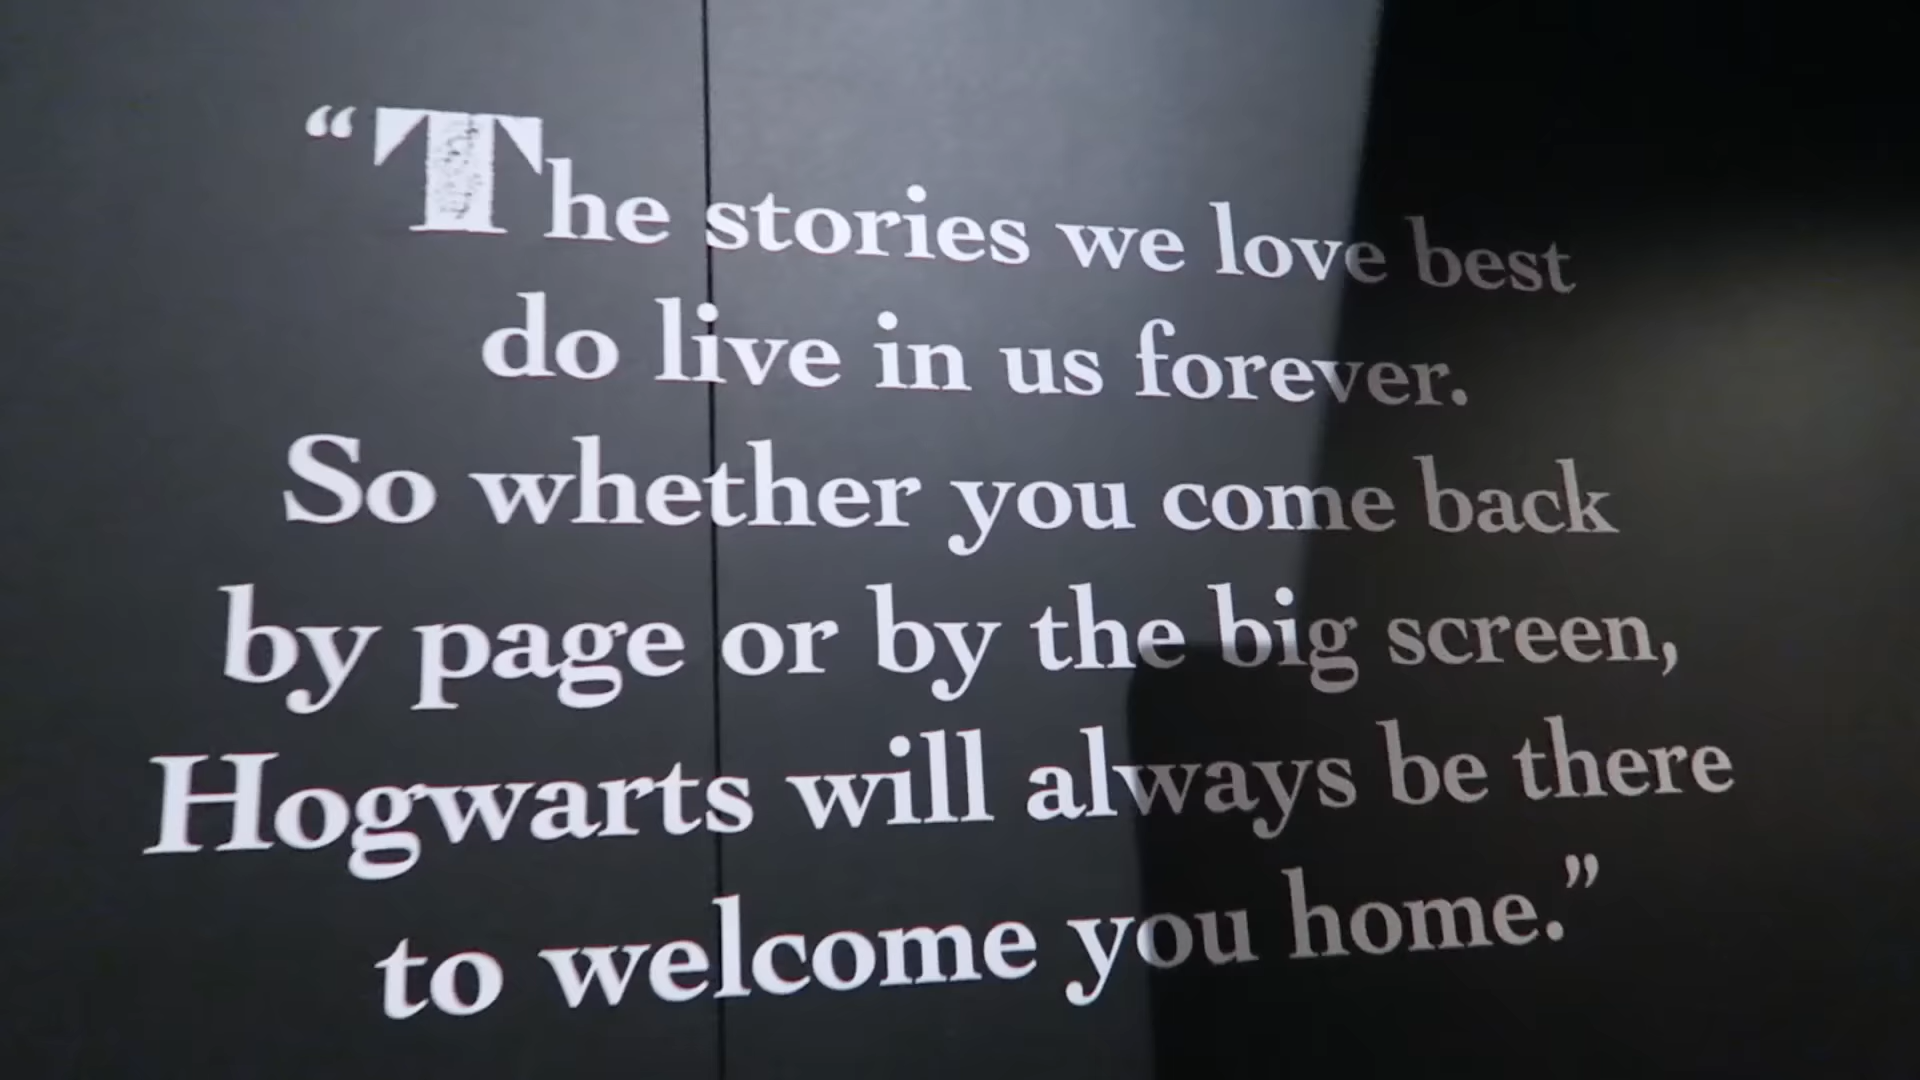 “The stories we love best
do live in us forever.
So whether you come back
by page or by the big screen,
Hogwarts will always be there
to welcome you home.”